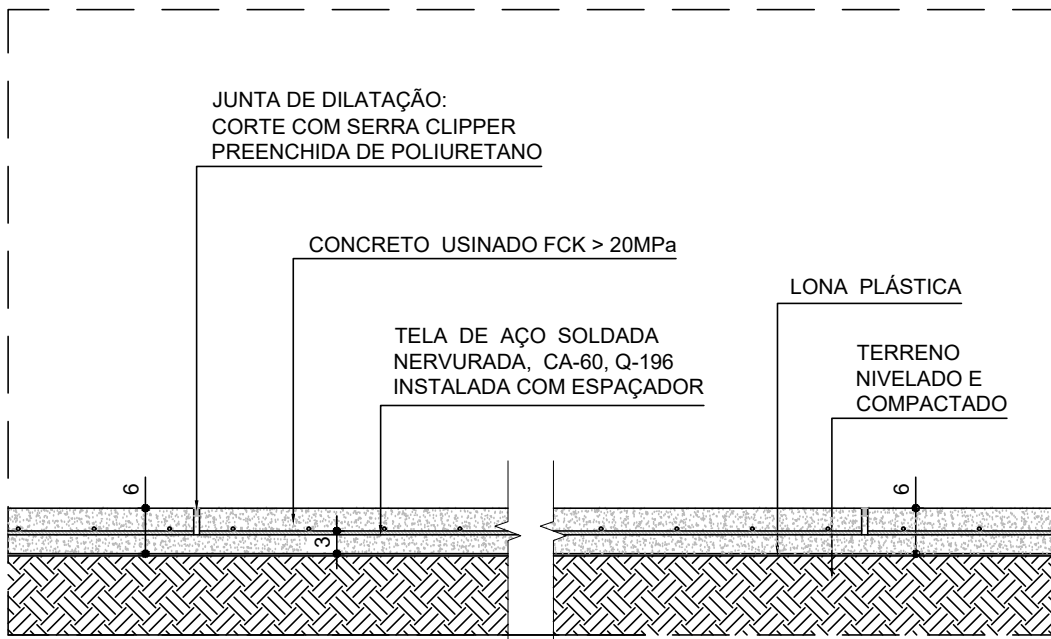 JUNTA DE DILATAÇÃO:
CORTE COM SERRA CLIPPER
PREENCHIDA DE POLIURETANO
CONCRETO USINADO FCK > 20MPa
LONA PLÁSTICA
TELA DE AÇO SOLDADA
NERVURADA, CA-60, Q-196
INSTALADA COM ESPAÇADOR
TERRENO
NIVELADO E
COMPACTADO
6
6
3